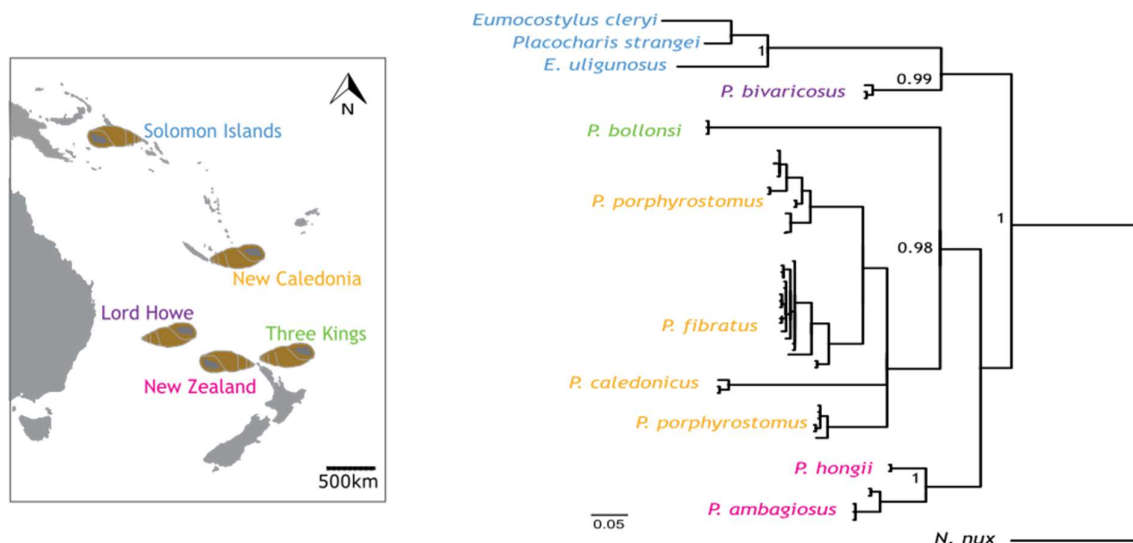 N
Solomon Islands
New Caledonia
Lord Howe
Three Kings
New Zealand
500km
Eumocostylus cleryi
Placocharis strangei
1
E. uligunosus
0.99
P. bivaricosus
P. bollonsi
P. porphyrostomus
1
0.98
P. fibratus
P. caledonicus
P. porphyrostomus
P. hongii
1
P. ambagiosus
0.05
N. nux